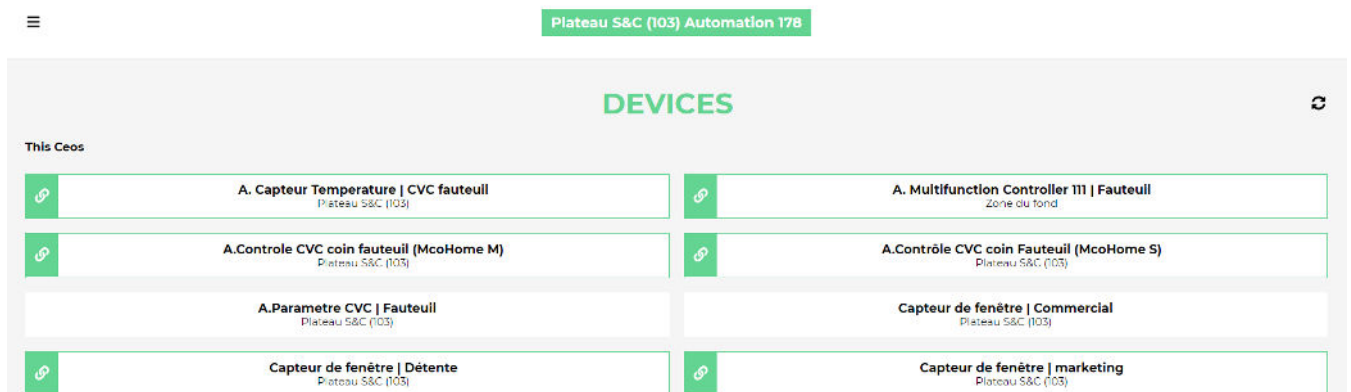 Plateau S&C (103) Automation 178
DEVICES
This Ceos
A. Capteur Temperature | CVC fauteuil
Plateau S&C (103)
A. Multifunction Controller 111 | Fauteuil
Zone du fond
A.Controle CVC coin fauteuil (McoHome M)
Plateau S&C (103)
A.Contrôle CVC coin Fauteuil (McoHome S)
Plateau S&C (103)
A.Parametre CVC | Fauteuil
Plateau S&C (103)
Capteur de fenêtre | Commercial
Plateau S&C (103)
Capteur de fenêtre | Détente
Plateau S&C (103)
Capteur de fenêtre | marketing
Plateau S&C (103)